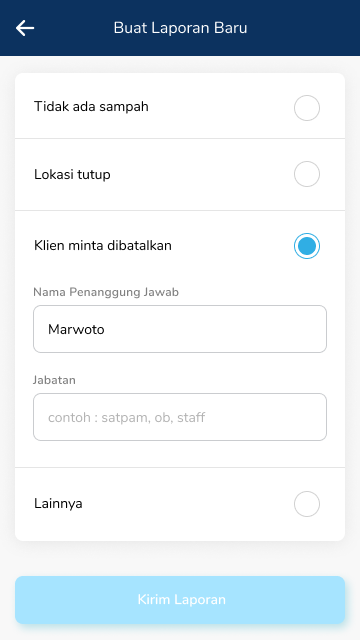 Buat Laporan Baru
Tidak ada sampah
Lokasi tutup
Klien minta dibatalkan
Nama Penanggung Jawab
Marwoto
Jabatan
contoh : satpam, ob, staff
Lainnya
Kirim Laporan